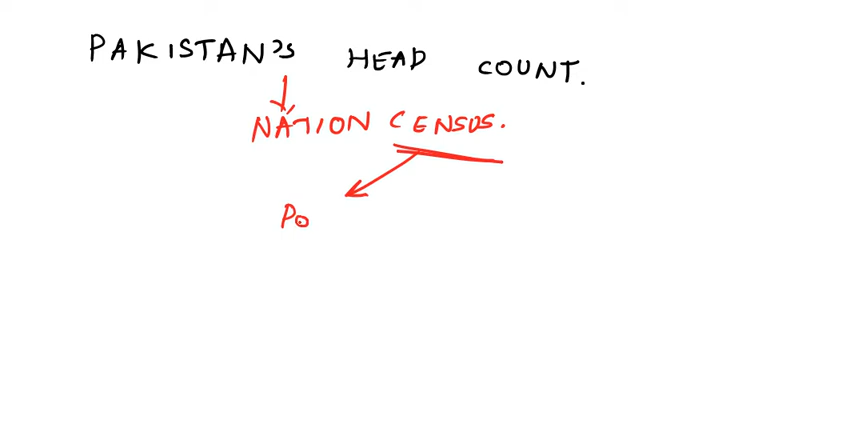 PAKISTAN's HEAD COUNT.
NATION CENSUS.
Po